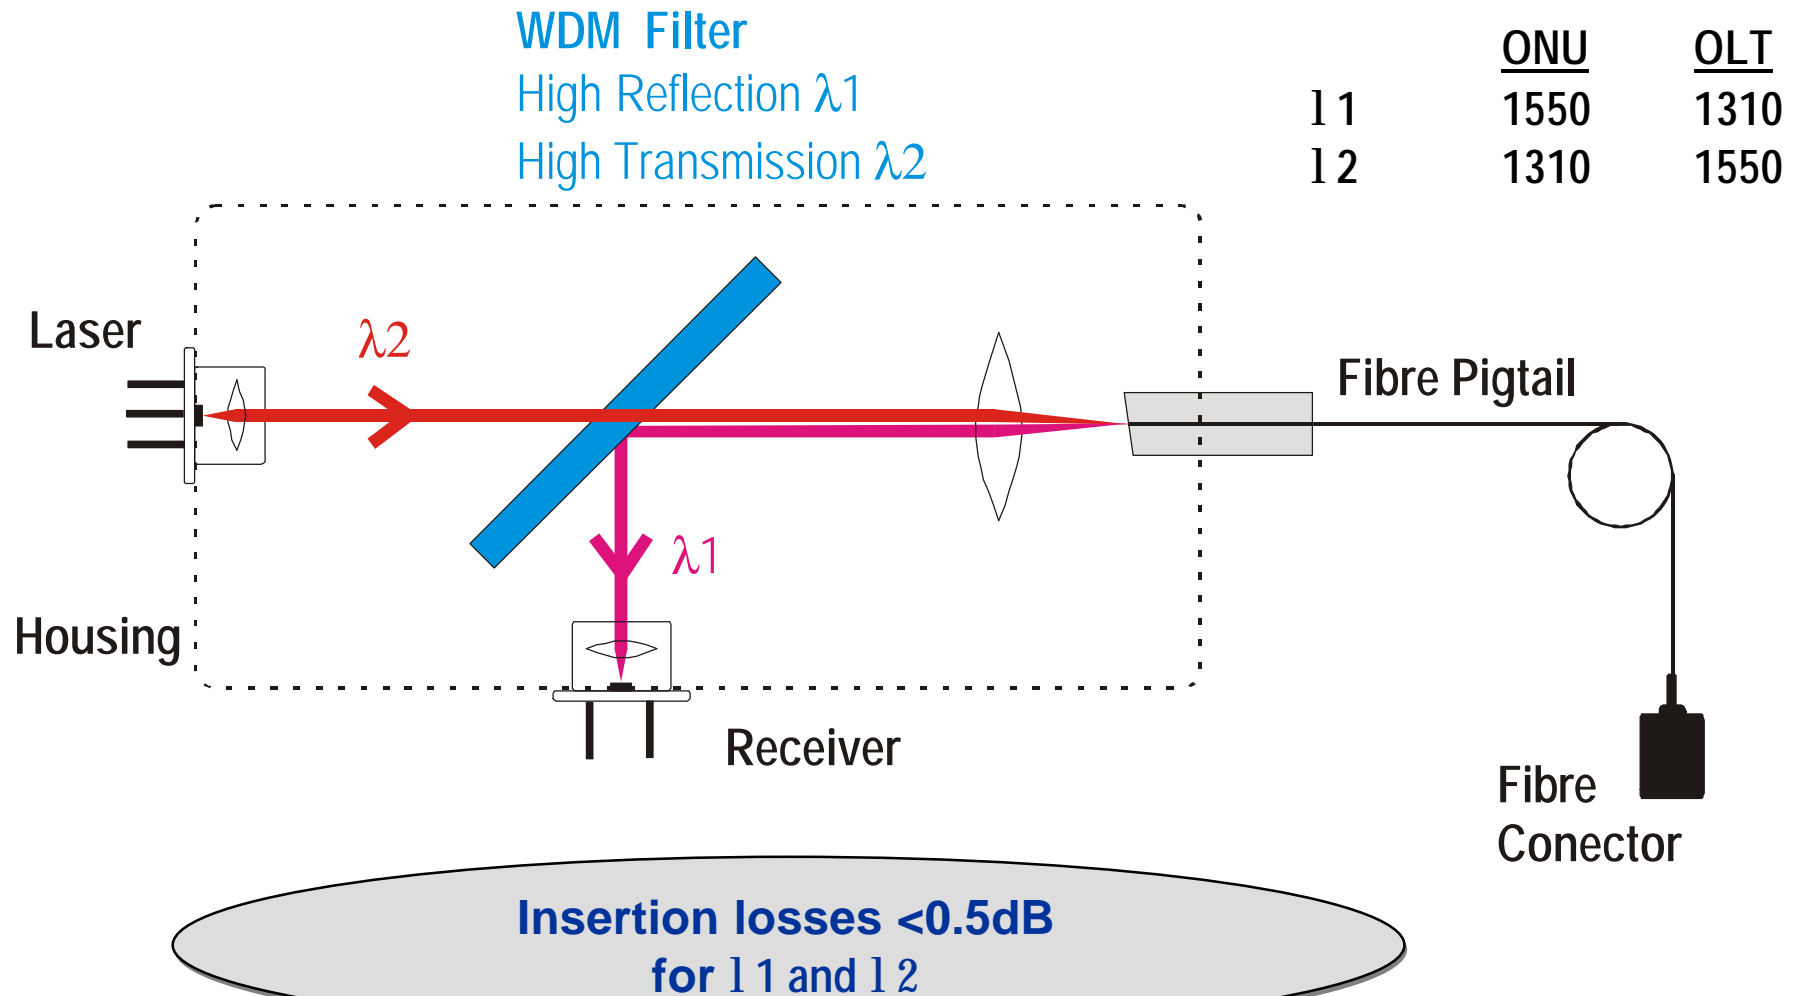 WDM Filter
High Reflection λ1
High Transmission λ2
ONU OLT
l 1 1550 1310
l 2 1310 1550
Laser
λ2
Fibre Pigtail
λ1
Housing
Receiver
Fibre
Conector
Insertion losses <0.5dB
for l 1 and l 2